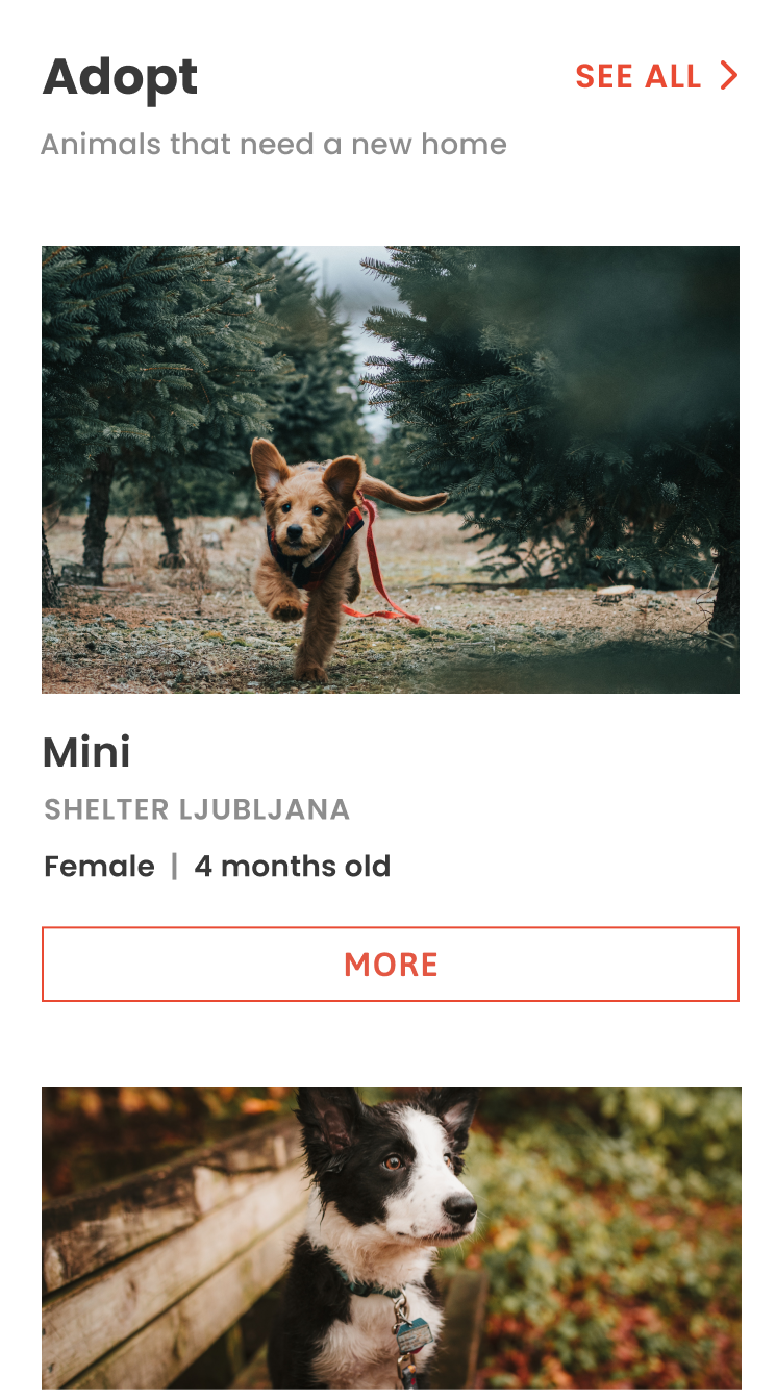 Adopt
SEE ALL
Animals that need a new home
Mini
SHELTER LJUBLJANA
Female | 4 months old
MORE